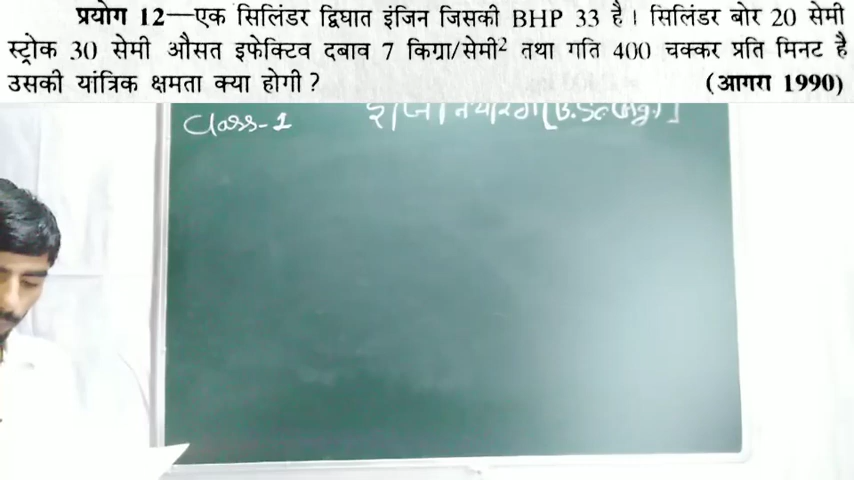 प्रयोग 12—एक सिलिंडर द्विघात इंजिन जिसकी BHP 33 है। सिलिंडर बोर 20 सेमी
स्ट्रोक 30 सेमी औसत इफेक्टिव दबाव 7 किग्रा/सेमी² तथा गति 400 चक्कर प्रति मिनट है
उसकी यांत्रिक क्षमता क्या होगी ? (आगरा 1990)
Class-1